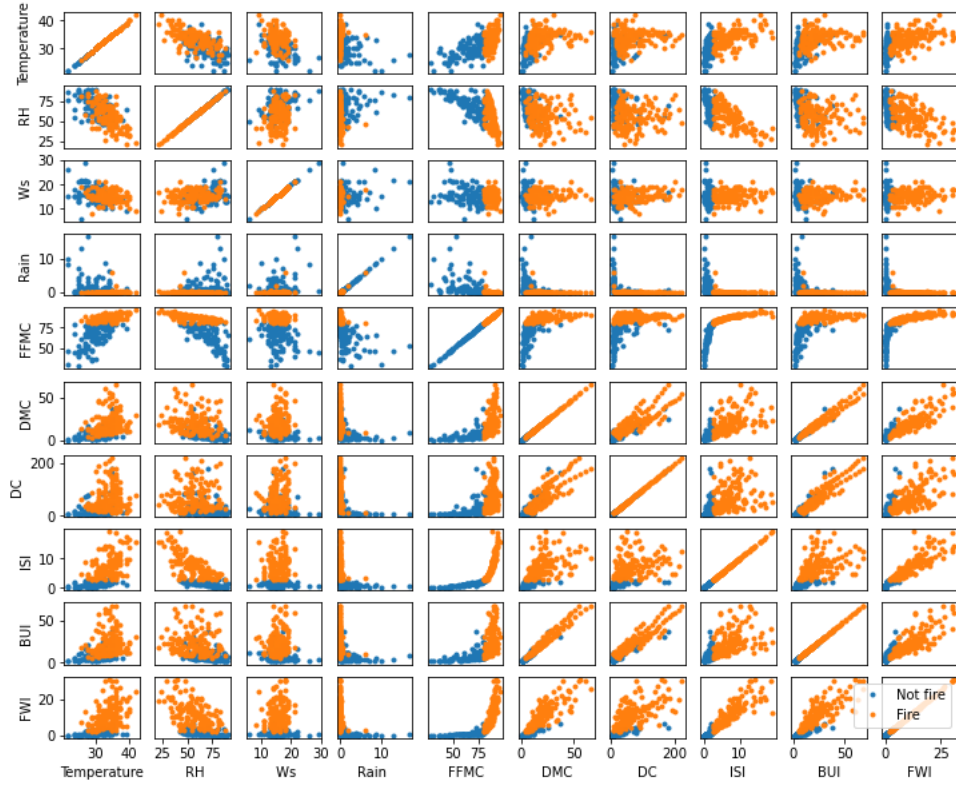 Temperature
40
30
RH
75
50
25
Ws
30
20
10
Rain
10
0
FFMC
75
50
DMC
50
0
DC
200
0
ISI
10
0
BUI
50
0
FWI
20
0
Not fire
Fire
30 40 25 50 75 10 20 30 0 10 50 75 0 50 0 100 200 0 10 0 50 0 25
Temperature RH Ws Rain FFMC DMC DC ISI BUI FWI